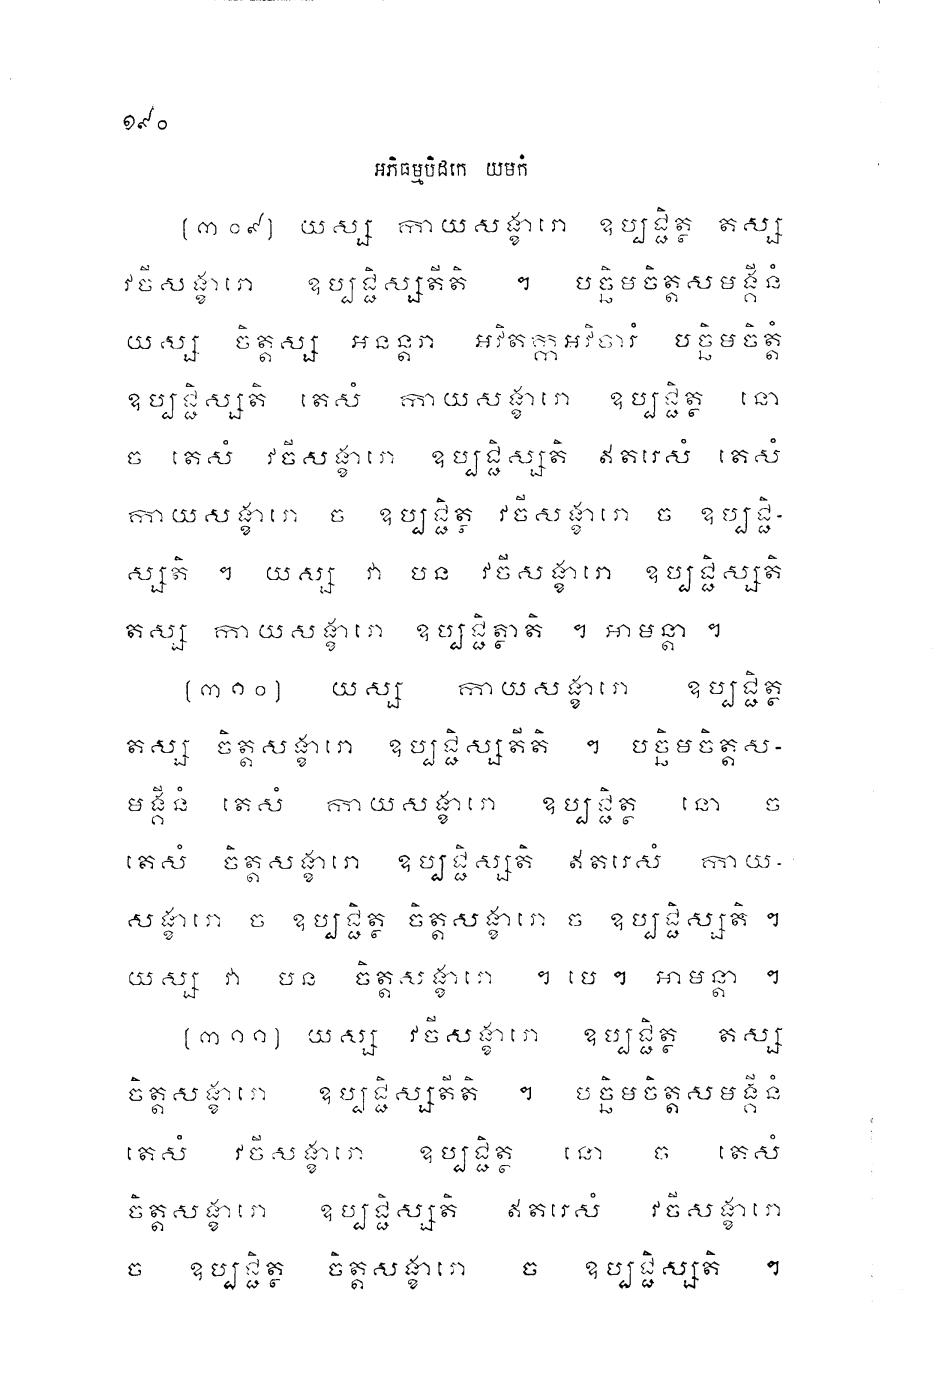 ១៩០
អភិធម្មបិដកេ យមកំ
[៣០៩] យស្ស កាយសង្ខារោ ឧប្បជ្ជិត្ថ តស្ស
វចីសង្ខារោ ឧប្បជ្ជិស្សតីតិ ។ បច្ឆិមចិត្តសមង្គីនំ
យស្ស ចិត្តស្ស អនន្តរា អវិតក្កអវិចារំ បច្ឆិមចិត្តំ
ឧប្បជ្ជិស្សតិ តេសំ កាយសង្ខារោ ឧប្បជ្ជិត្ថ នោ
ច តេសំ វចីសង្ខារោ ឧប្បជ្ជិស្សតិ ឥតរេសំ តេសំ
កាយសង្ខារោ ច ឧប្បជ្ជិត្ថ វចីសង្ខារោ ច ឧប្បជ្ជិ-
ស្សតិ ។ យស្ស វា បន វចីសង្ខារោ ឧប្បជ្ជិស្សតិ
តស្ស កាយសង្ខារោ ឧប្បជ្ជិត្ថាតិ ។ អាមន្តា ។
[៣១០] យស្ស កាយសង្ខារោ ឧប្បជ្ជិត្ថ
តស្ស ចិត្តសង្ខារោ ឧប្បជ្ជិស្សតីតិ ។ បច្ឆិមចិត្តស-
មង្គីនំ តេសំ កាយសង្ខារោ ឧប្បជ្ជិត្ថ នោ ច
តេសំ ចិត្តសង្ខារោ ឧប្បជ្ជិស្សតិ ឥតរេសំ កាយ-
សង្ខារោ ច ឧប្បជ្ជិត្ថ ចិត្តសង្ខារោ ច ឧប្បជ្ជិស្សតិ ។
យស្ស វា បន ចិត្តសង្ខារោ ។ បេ ។ អាមន្តា ។
[៣១១] យស្ស វចីសង្ខារោ ឧប្បជ្ជិត្ថ តស្ស
ចិត្តសង្ខារោ ឧប្បជ្ជិស្សតីតិ ។ បច្ឆិមចិត្តសមង្គីនំ
តេសំ វចីសង្ខារោ ឧប្បជ្ជិត្ថ នោ ច តេសំ
ចិត្តសង្ខារោ ឧប្បជ្ជិស្សតិ ឥតរេសំ វចីសង្ខារោ
ច ឧប្បជ្ជិត្ថ ចិត្តសង្ខារោ ច ឧប្បជ្ជិស្សតិ ។